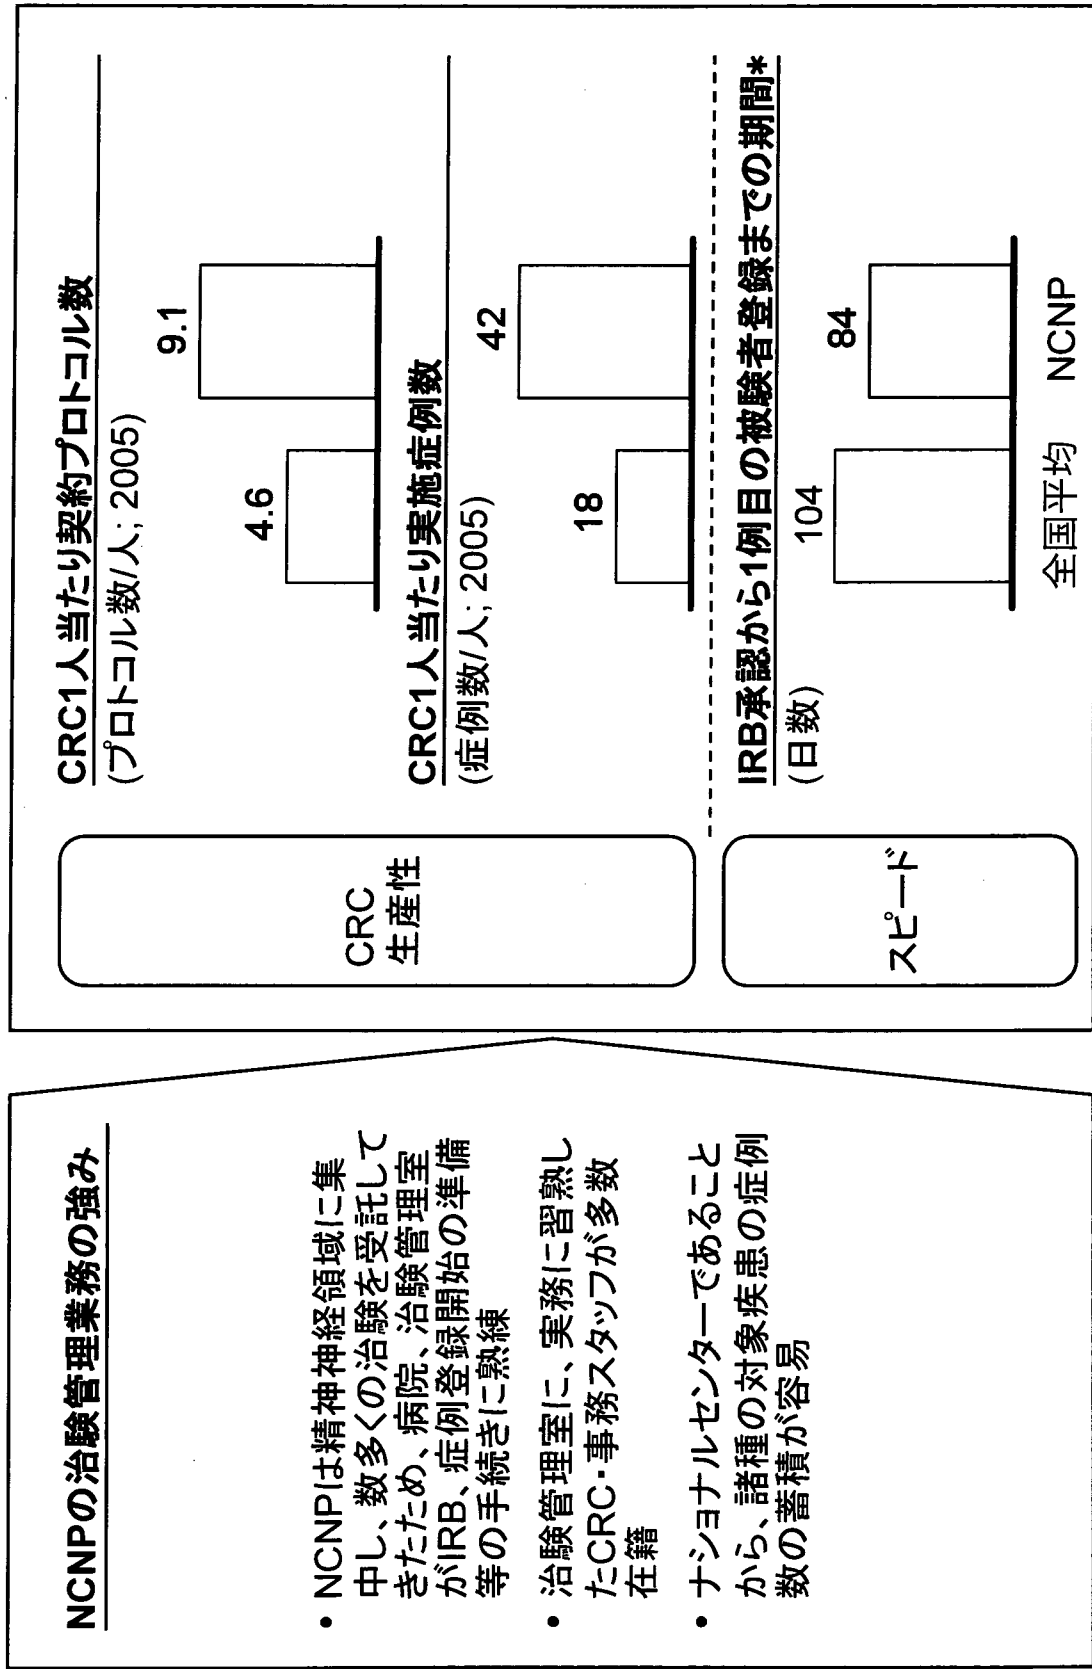 NCNPの治験管理業務の強み
• NCNPは精神神経領域に集
中し、数多くの治験を受託して
きたため、病院、治験管理室
がIRB、症例登録開始の準備
等の手続きに熟練
• 治験管理室に、実務に習熟し
たCRC・事務スタッフが多数
在籍
• ナショナルセンターであること
から、諸種の対象疾患の症例
数の蓄積が容易
CRC
生産性
CRC1人当たり契約プロトコル数
(プロトコル数/人; 2005)
4.6
9.1
CRC1人当たり実施症例数
(症例数/人; 2005)
18
42
スピード
IRB承認から1例目の被験者登録までの期間*
(日数)
104
84
全国平均
NCNP